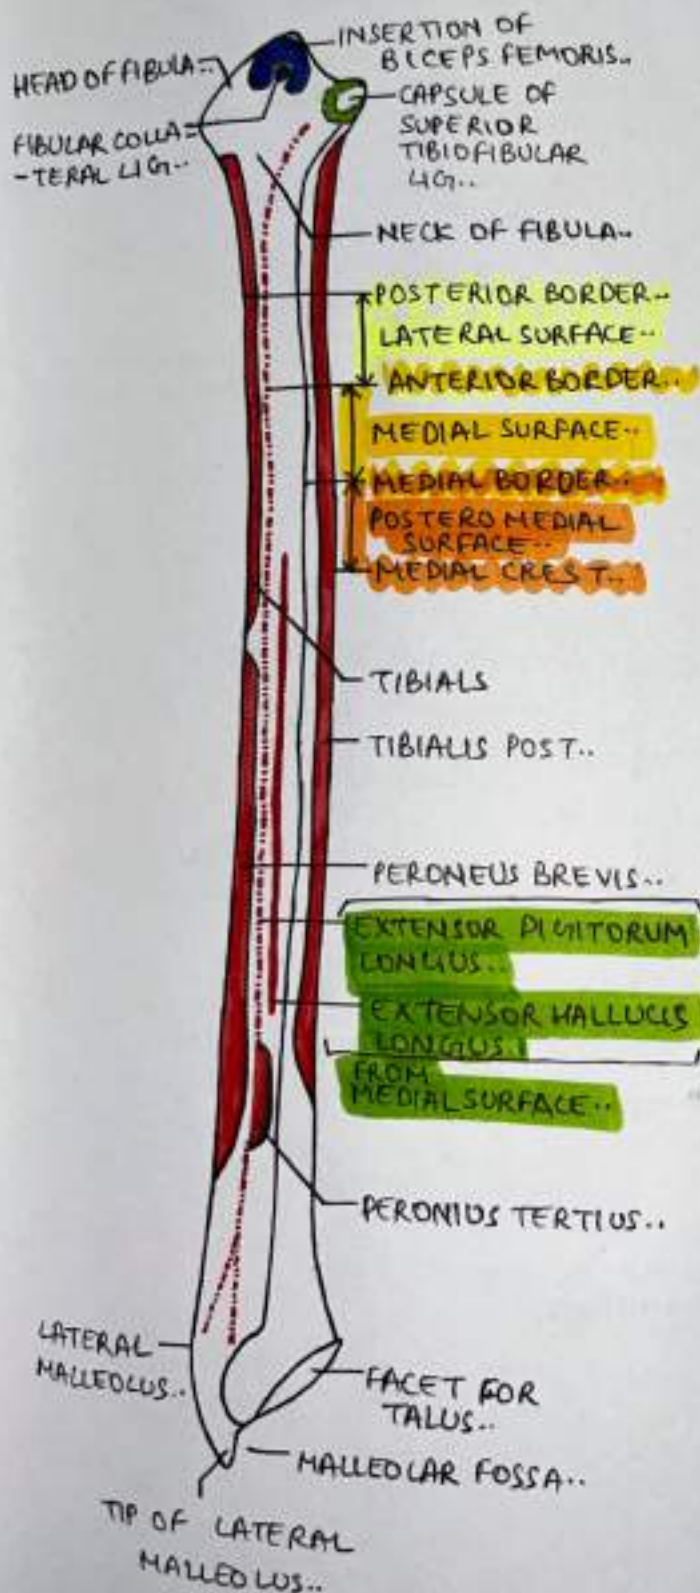 INSERTION OF
BICEPS FEMORIS..
HEAD OF FIBULA..
CAPSULE OF
SUPERIOR
TIBIOFIBULAR
LIG..
FIBULAR COLLA
-TERAL LIG..
NECK OF FIBULA..
POSTERIOR BORDER..
LATERAL SURFACE..
ANTERIOR BORDER..
MEDIAL SURFACE..
MEDIAL BORDER..
POSTERO MEDIAL
SURFACE..
MEDIAL CREST..
TIBIALS
TIBIALIS POST..
PERONEUS BREVIS..
EXTENSOR DIGITORUM
LONGUS..
EXTENSOR HALLUCIS
LONGUS.
FROM
MEDIAL SURFACE..
PERONIUS TERTIUS..
LATERAL
MALLEOLUS..
FACET FOR
TALUS..
MALLEOLAR FOSSA..
TIP OF LATERAL
MALLEOLUS..